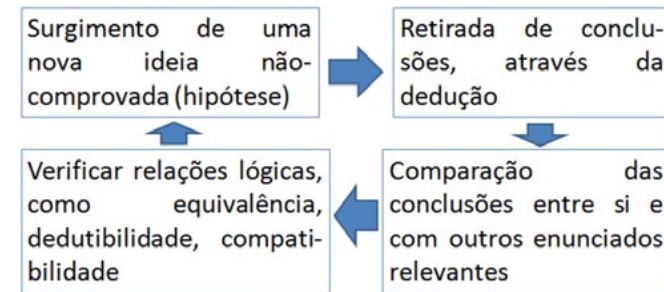 Surgimento de uma
nova ideia não-
comprovada (hipótese)
Retirada de conclu-
sões, através da
dedução
Comparação das
conclusões entre si e
com outros enunciados
relevantes
Verificar relações lógicas,
como equivalência,
dedutibilidade, compati-
bilidade